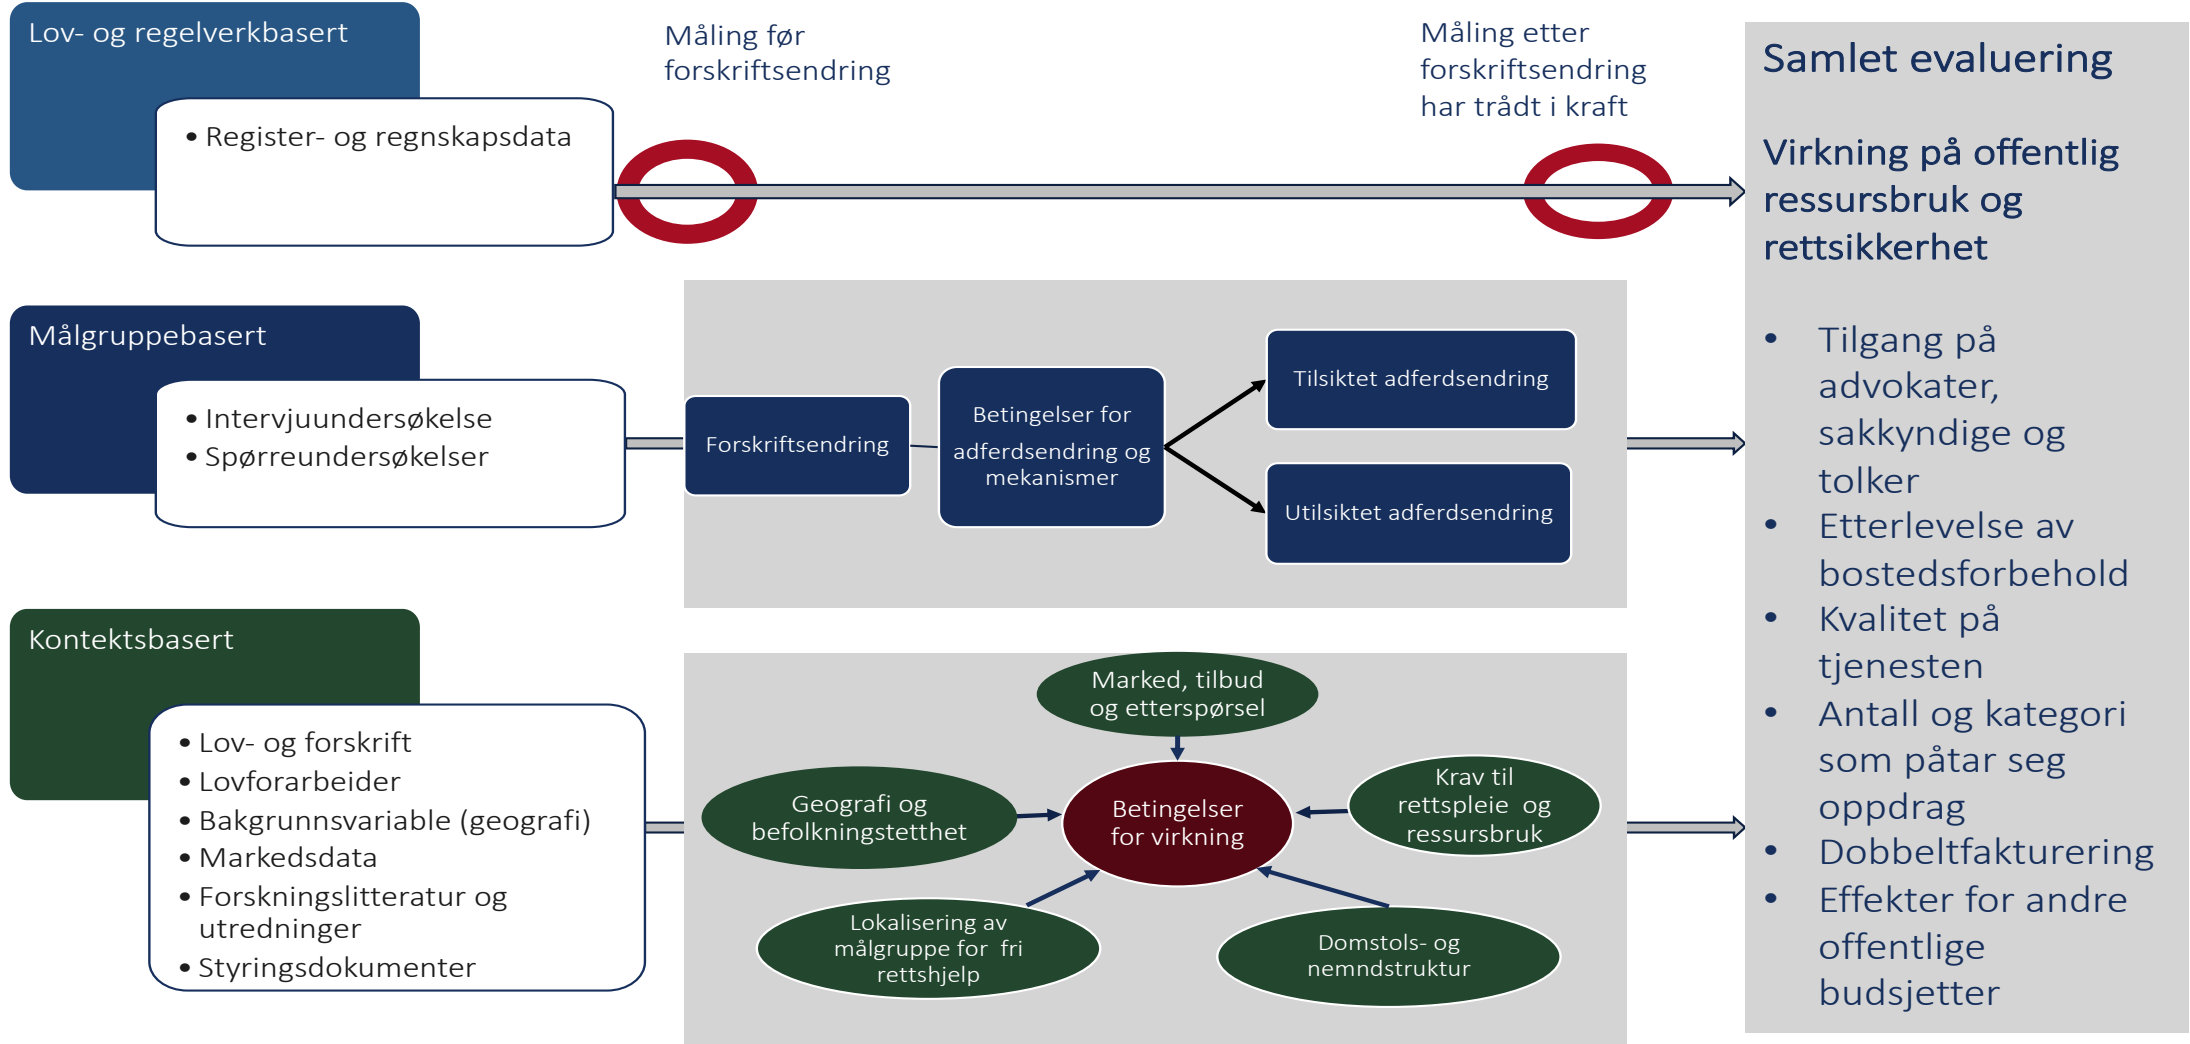 Lov- og regelverkbasert
• Register- og regnskapsdata
Måling før
forskriftsendring
Måling etter
forskriftsendring
har trådt i kraft
Målgruppebasert
• Intervjuundersøkelse
• Spørreundersøkelser
Forskriftsendring
Betingelser for
adferdsendring og
mekanismer
Tilsiktet adferdsendring
Utilsiktet adferdsendring
Kontektsbasert
• Lov- og forskrift
• Lovforarbeider
• Bakgrunnsvariable (geografi)
• Markedsdata
• Forskningslitteratur og
utredninger
• Styringsdokumenter
Marked, tilbud
og etterspørsel
Geografi og
befolkningstetthet
Betingelser
for virkning
Krav til
rettspleie og
ressursbruk
Lokalisering av
målgruppe for fri
rettshjelp
Domstols- og
nemndstruktur
Samlet evaluering
Virkning på offentlig
ressursbruk og
rettsikkerhet
• Tilgang på
advokater,
sakkyndige og
tolker
• Etterlevelse av
bostedsforbehold
• Kvalitet på
tjenesten
• Antall og kategori
som påtar seg
oppdrag
• Dobbeltfakturering
• Effekter for andre
offentlige
budsjetter